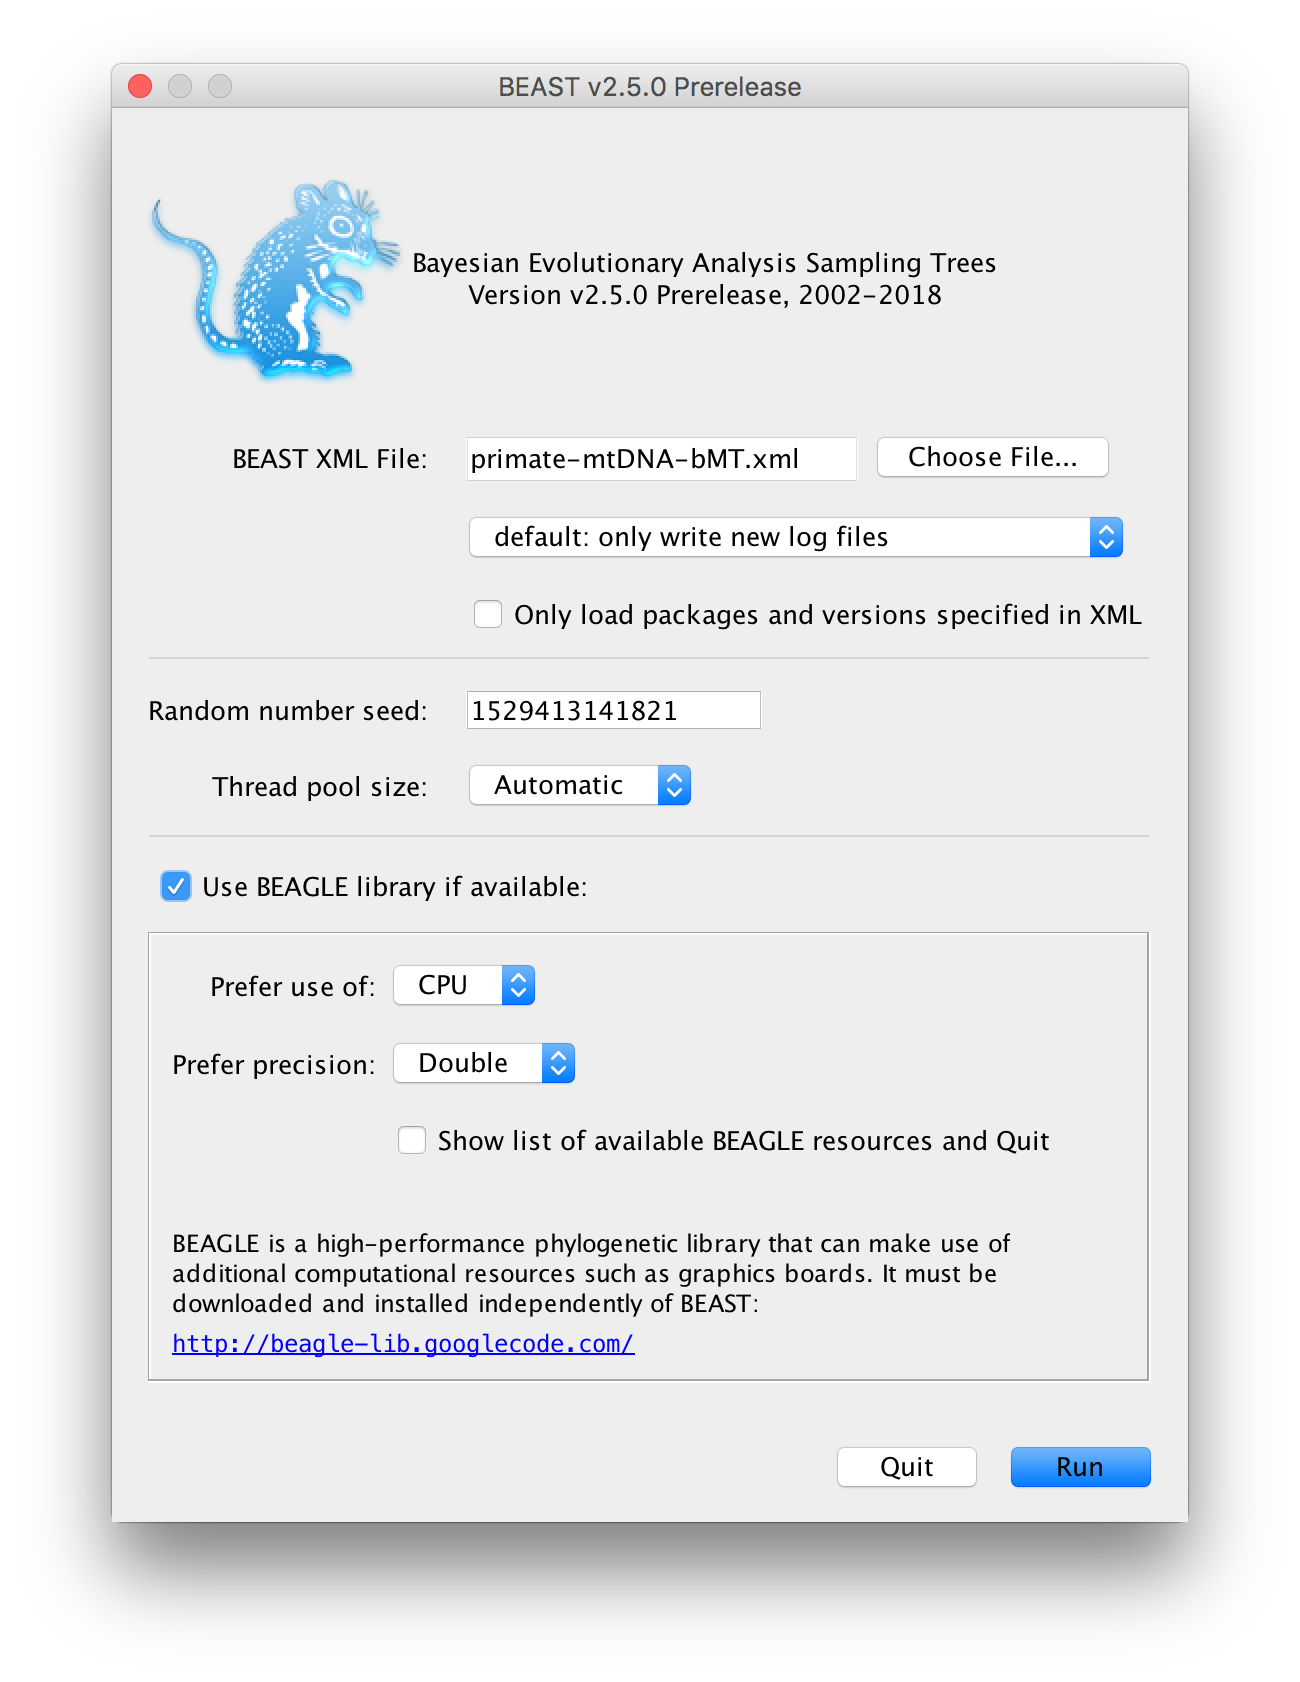 BEAST v2.5.0 Prerelease
Bayesian Evolutionary Analysis Sampling Trees
Version v2.5.0 Prerelease, 2002-2018
BEAST XML File: primate-mtDNA-bMT.xml Choose File...
default: only write new log files
Only load packages and versions specified in XML
Random number seed: 1529413141821
Thread pool size: Automatic
Use BEAGLE library if available:
Prefer use of: CPU
Prefer precision: Double
Show list of available BEAGLE resources and Quit
BEAGLE is a high-performance phylogenetic library that can make use of
additional computational resources such as graphics boards. It must be
downloaded and installed independently of BEAST:
http://beagle-lib.googlecode.com/
Quit Run